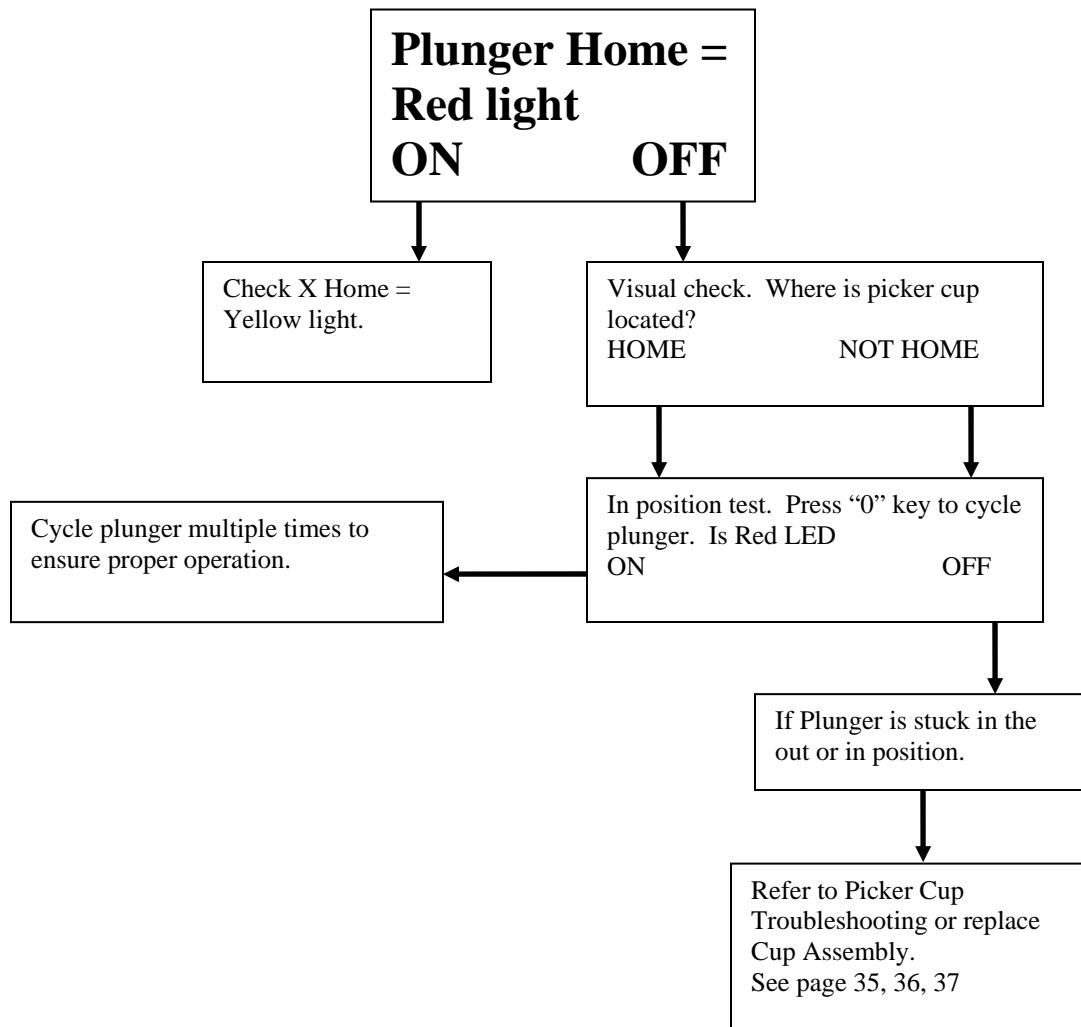 Plunger Home =
Red light
ON OFF
Check X Home =
Yellow light.
Visual check. Where is picker cup
located?
HOME NOT HOME
Cycle plunger multiple times to
ensure proper operation.
In position test. Press “0” key to cycle
plunger. Is Red LED
ON OFF
If Plunger is stuck in the
out or in position.
Refer to Picker Cup
Troubleshooting or replace
Cup Assembly.
See page 35, 36, 37